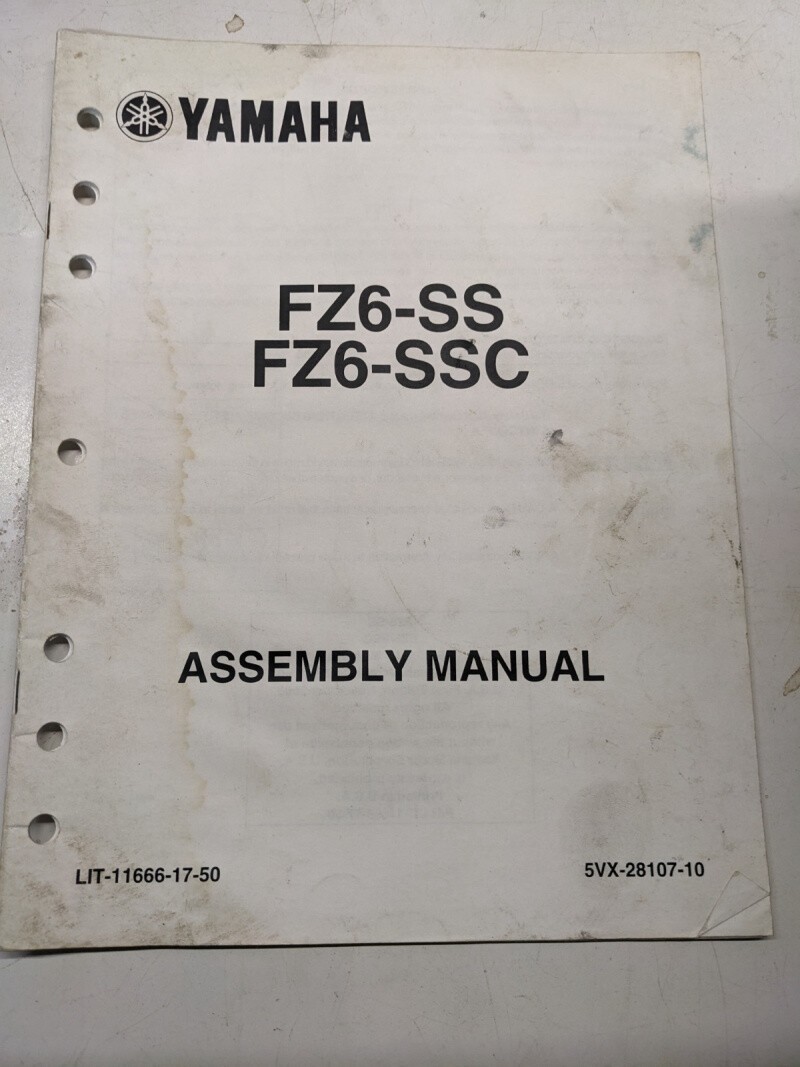 YAMAHA
FZ6-SS
FZ6-SSC
ASSEMBLY MANUAL
LIT-11666-17-50
5VX-28107-10